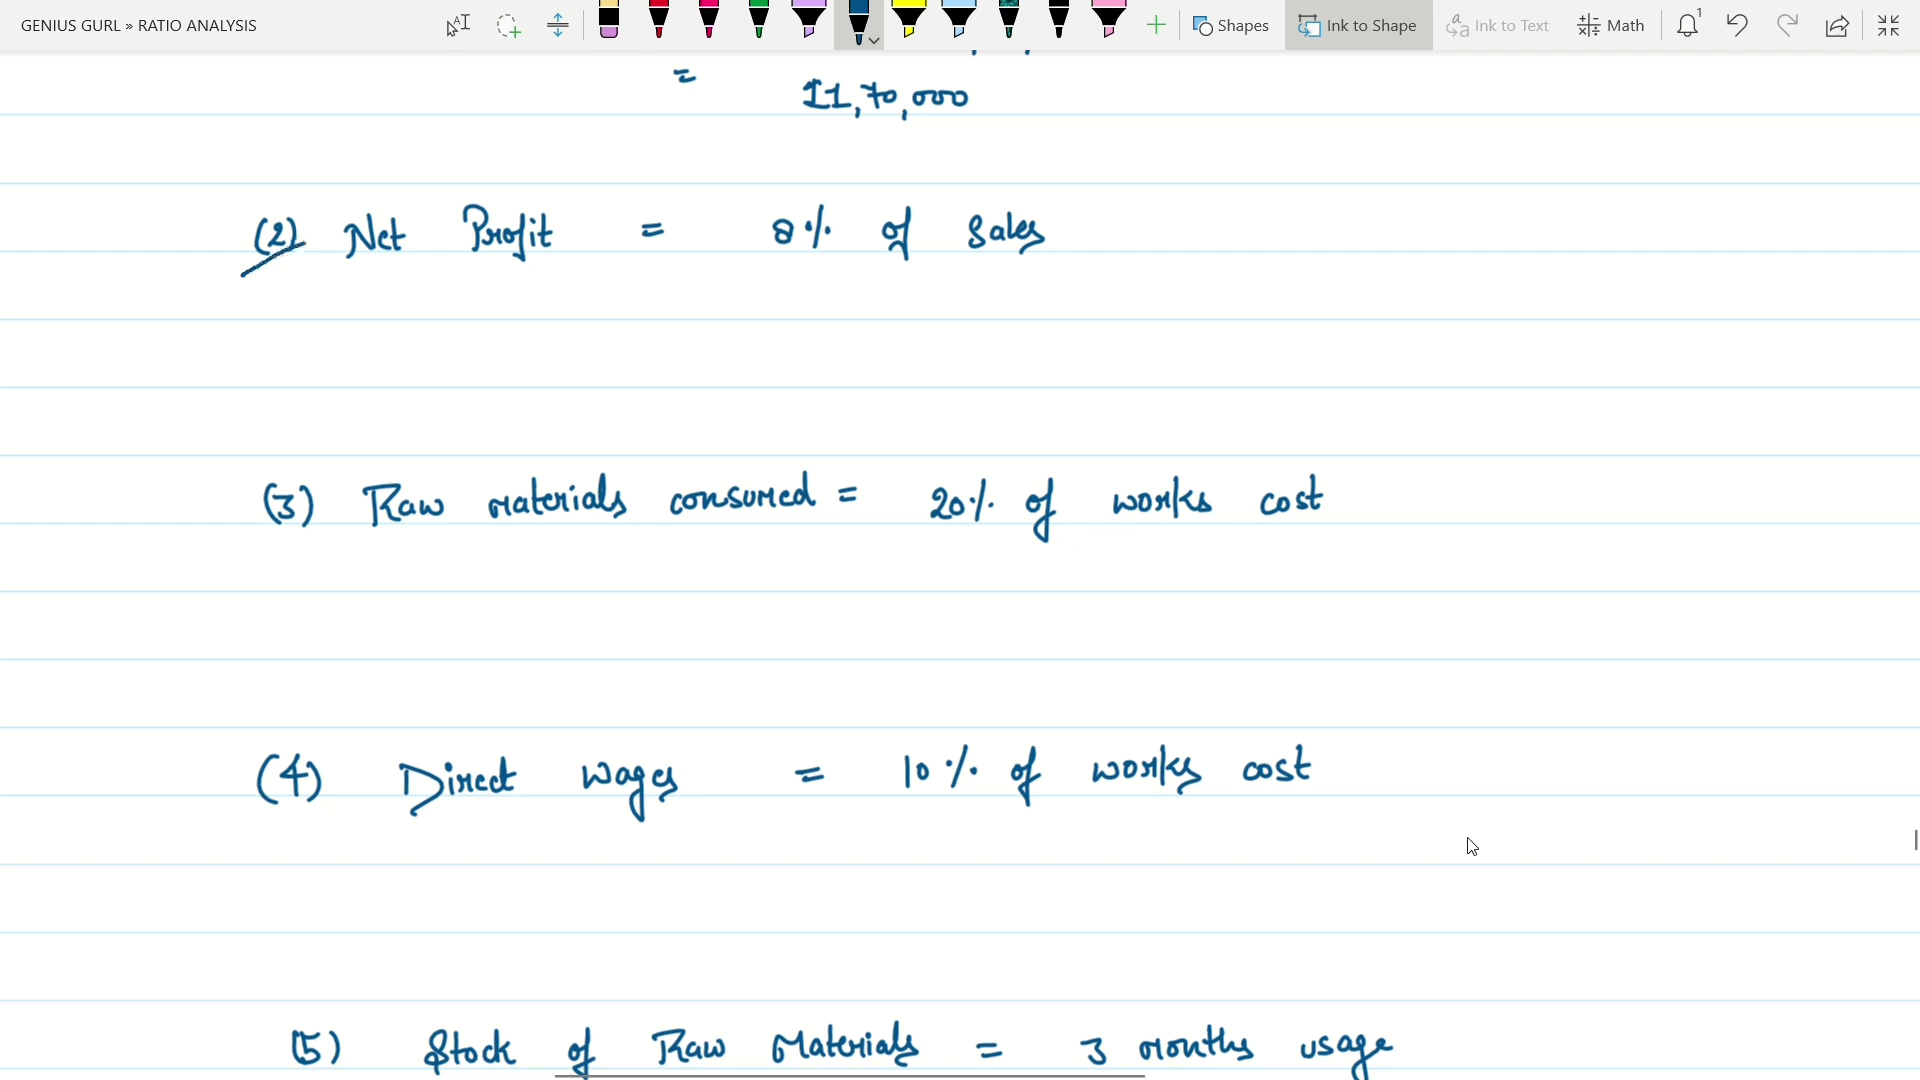 GENIUS GURL » RATIO ANALYSIS
Shapes
Ink to Shape
Ink to Text
Math
1
=
11,70,000
(2) Net Profit = 8% of Sales
(3) Raw Materials consumed = 20% of works cost
(4) Direct wages = 10% of works cost
(5) Stock of Raw Materials = 3 months usage